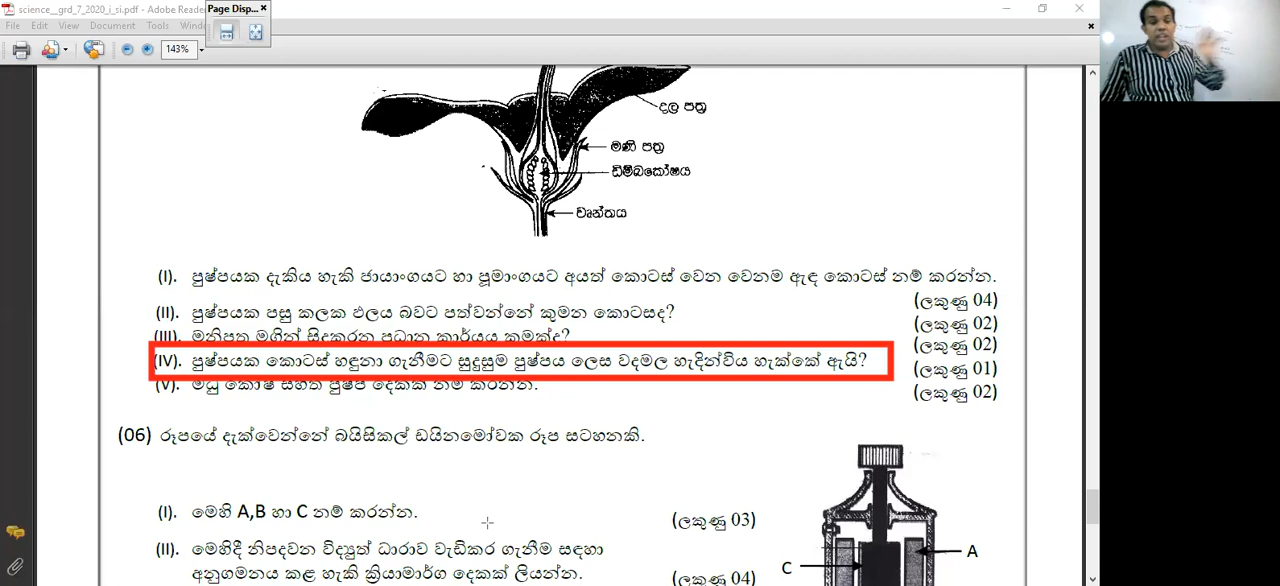 science__grd_7_2020_i_si.pdf - Adobe Reader
Page Disp...
File Edit View Document Tools Window
143%
දල පත්‍ර
මණි පත්‍ර
ඩිම්බකෝෂය
වෘන්තය
(I). පුෂ්පයක දැකිය හැකි ජායාංගයට හා පූමාංගයට අයත් කොටස් වෙන වෙනම ඇඳ කොටස් නම් කරන්න.
(ලකුණු 04)
(II). පුෂ්පයක පසු කලක ඵලය බවට පත්වන්නේ කුමන කොටසද?
(ලකුණු 02)
(III). මනිපත්‍ර මගින් සිදුකරන ප්‍රධාන කාර්යය කුමක්ද?
(ලකුණු 02)
(IV). පුෂ්පයක කොටස් හඳුනා ගැනීමට සුදුසුම පුෂ්පය ලෙස වදමල හැදින්විය හැක්කේ ඇයි?
(ලකුණු 01)
(V). මධු කෝෂ සහිත පුෂ්ප දෙකක් නම් කරන්න.
(ලකුණු 02)
(06) රූපයේ දැක්වෙන්නේ බයිසිකල් ඩයිනමෝවක රූප සටහනකි.
(I). මෙහි A,B හා C නම් කරන්න.
(ලකුණු 03)
(II). මෙහිදී නිපදවන විද්‍යුත් ධාරාව වැඩිකර ගැනීම සඳහා
අනුගමනය කළ හැකි ක්‍රියාමාර්ග දෙකක් ලියන්න.
(ලකුණු 04)
A
C